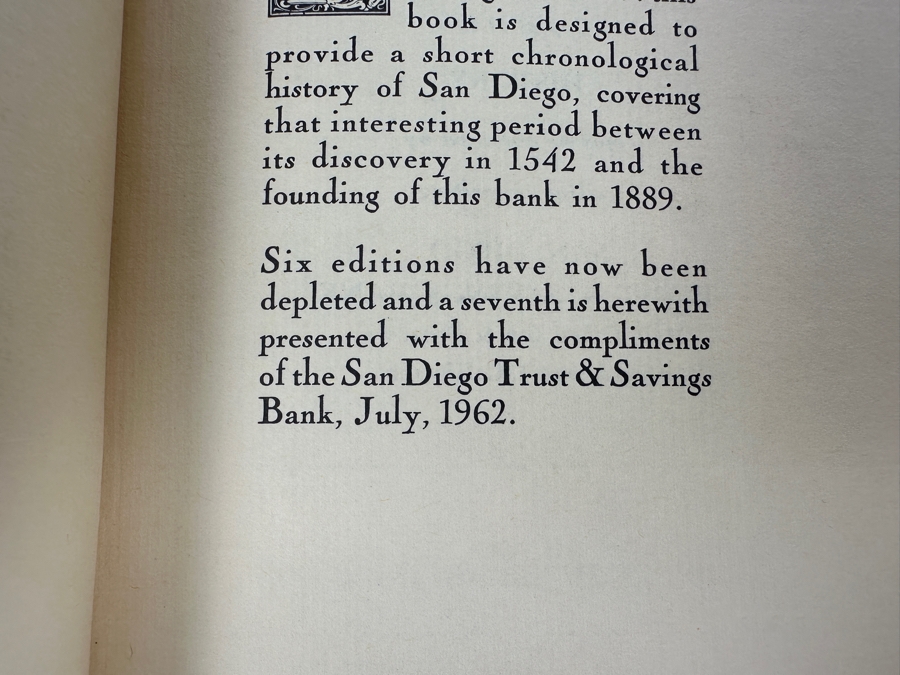 book is designed to
provide a short chronological
history of San Diego, covering
that interesting period between
its discovery in 1542 and the
founding of this bank in 1889.
Six editions have now been
depleted and a seventh is herewith
presented with the compliments
of the San Diego Trust & Savings
Bank, July, 1962.